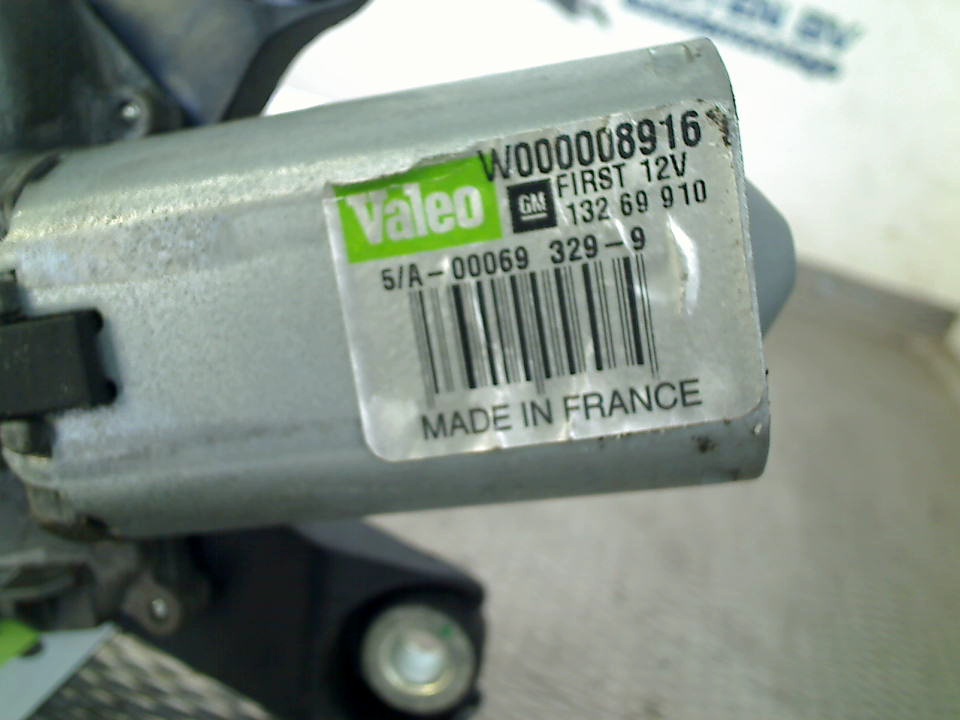 W000008916
Valeo
GM
FIRST 12V
132 69 910
5/A-00069 329-9
MADE IN FRANCE